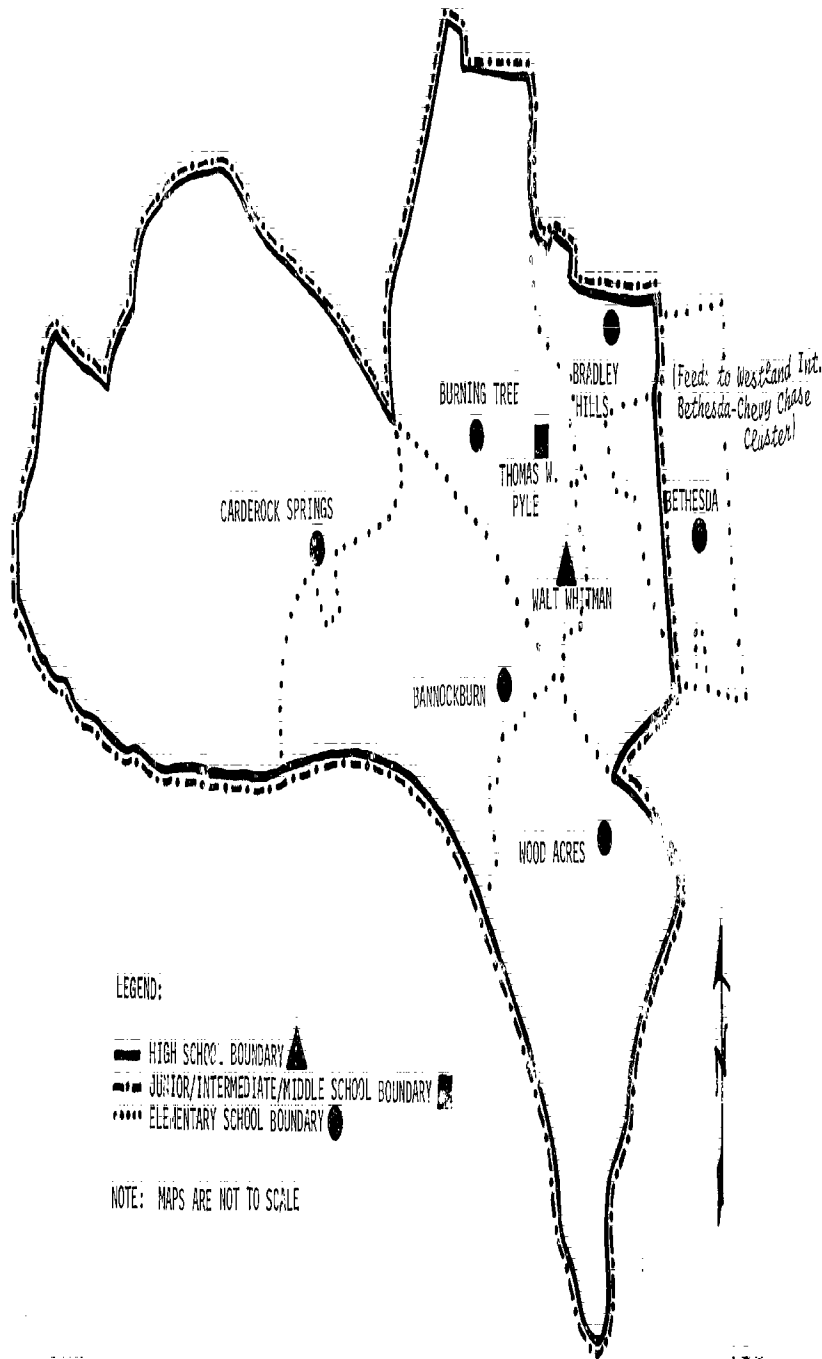 BURNING TREE
BRADLEY
HILLS
(Feeds to Westland Int.
Bethesda-Chevy Chase
Cluster)
THOMAS W.
PYLE
CARDEROCK SPRINGS
BETHESDA
WALT WHITMAN
BANNOCKBURN
WOOD ACRES
N
LEGEND:
HIGH SCHOOL BOUNDARY
JUNIOR/INTERMEDIATE/MIDDLE SCHOOL BOUNDARY
ELEMENTARY SCHOOL BOUNDARY
NOTE: MAPS ARE NOT TO SCALE